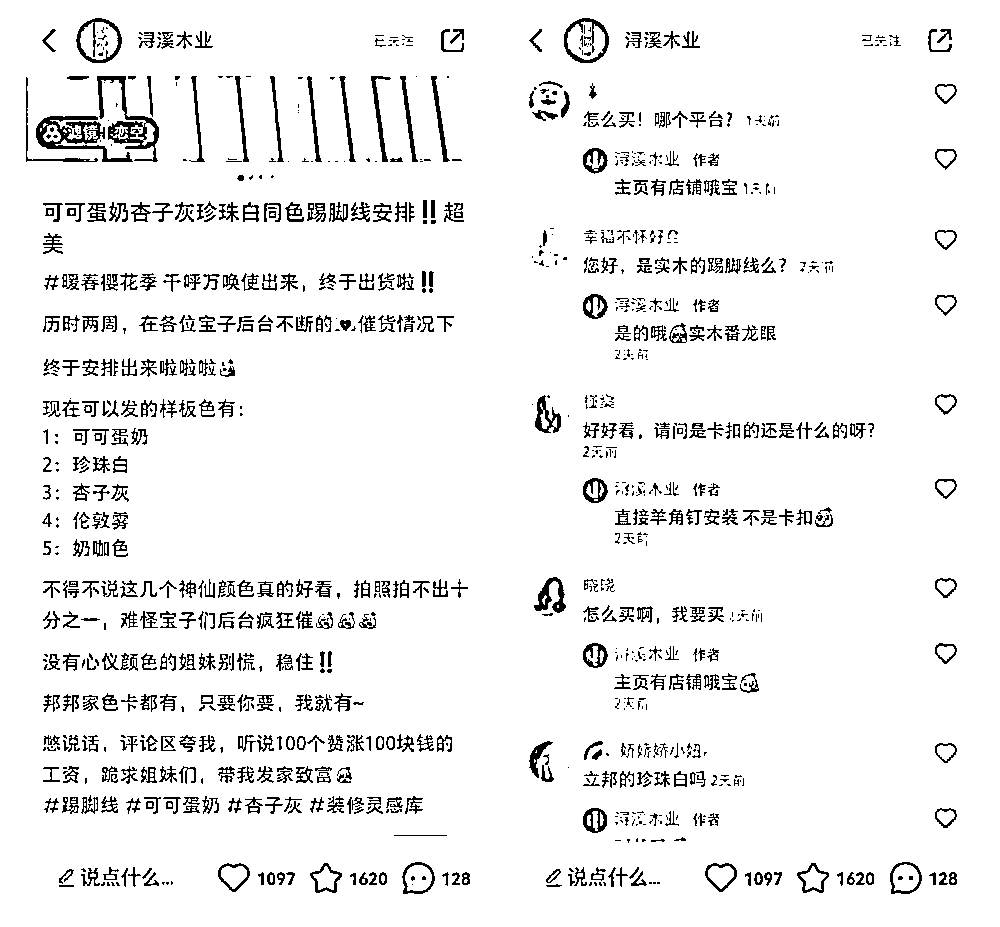 浔溪木业
已关注
滤镜|恋空
可可蛋奶杏子灰珍珠白同色踢脚线安排‼超
美
#暖春樱花季 千呼万唤使出来，终于出货啦‼
历时两周，在各位宝子后台不断的催货情况下
终于安排出来啦啦啦
现在可以发的样板色有：
1：可可蛋奶
2：珍珠白
3：杏子灰
4：伦敦雾
5：奶咖色
不得不说这几个神仙颜色真的好看，拍照拍不出十
分之一，难怪宝子们后台疯狂催
没有心仪颜色的姐妹别慌，稳住‼
邦邦家色卡都有，只要你要，我就有~
憋说话，评论区夸我，听说100个赞涨100块钱的
工资，跪求姐妹们，带我发家致富
#踢脚线 #可可蛋奶 #杏子灰 #装修灵感库
说点什么...
1097
1620
128
浔溪木业
已关注
怎么买！哪个平台？ 1天前
浔溪木业 作者
主页有店铺哦宝 1天前
幸福不怀好
您好，是实木的踢脚线么？ 2天前
浔溪木业 作者
是的哦实木番龙眼
2天前
好好看，请问是卡扣的还是什么的呀？
2天前
浔溪木业 作者
直接羊角钉安装 不是卡扣
2天前
晓晓
怎么买啊，我要买 2天前
浔溪木业 作者
主页有店铺哦宝
2天前
娇娇娇小妞
立邦的珍珠白吗 2天前
浔溪木业 作者
说点什么...
1097
1620
128